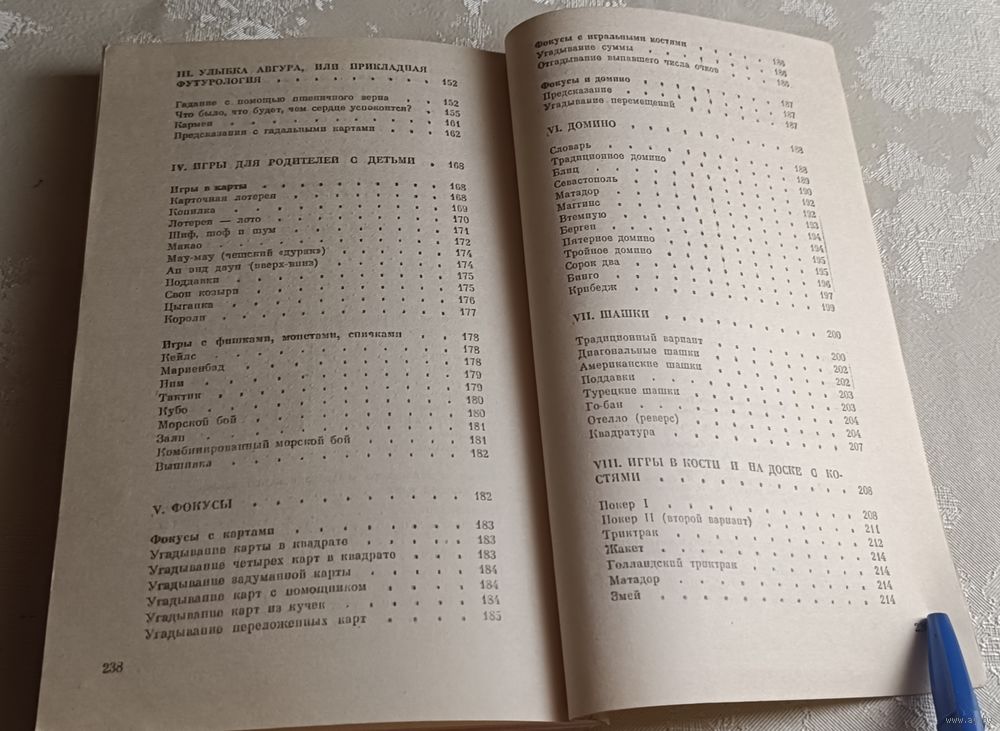 III. УЛЫБКА АВГУРА, ИЛИ ПРИКЛАДНАЯ
ФУТУРОЛОГИЯ . . . . . . . 152
Гадание с помощью пшеничного зерна . . 152
Что было, что будет, чем сердце успокоится? . 155
Кармен . . . . . . . . 161
Предсказания с гадальными картами . . . 162
IV. ИГРЫ ДЛЯ РОДИТЕЛЕЙ С ДЕТЬМИ . 168
Игры в карты . . . . . . . 168
Карточная лотерея . . . . . . 168
Копилка . . . . . . . . 169
Лотерея — лото . . . . . . 170
Шиф, шоф и шум . . . . . . 171
Макао . . . . . . . . 172
Мау-мау (чешский «дурак») . . . . 174
Ап энд даун (вверх-вниз) . . . . 174
Поддавки . . . . . . . . 175
Свои козыри . . . . . . . 175
Цыганка . . . . . . . . 176
Короли . . . . . . . . 177
Игры с фишками, монетами, спичками . . 178
Кейлс . . . . . . . . 178
Мариенбад . . . . . . . 178
Ним . . . . . . . . 179
Тактик . . . . . . . . 179
Кубо . . . . . . . . 180
Морской бой . . . . . . . 180
Залп . . . . . . . . 181
Комбинированный морской бой . . . . 181
Вышивка . . . . . . . . 182
V. ФОКУСЫ . . . . . . . . 182
Фокусы с картами . . . . . . 183
Угадывание карты в квадрате . . . . 183
Угадывание четырех карт в квадрате . . . 183
Угадывание задуманной карты . . . . 184
Угадывание карт с помощником . . . . 184
Угадывание карт из кучек . . . . . 184
Угадывание переложенных карт . . . . 185
238
Фокусы с игральными костями . . . . 186
Угадывание суммы . . . . . . 186
Отгадывание выпавшего числа очков . . . 186
Фокусы и домино . . . . . . 187
Предсказание . . . . . . . 187
Угадывание перемещений . . . . . 187
VI. ДОМИНО . . . . . . . 188
Словарь . . . . . . . . 188
Традиционное домино . . . . . 189
Блиц . . . . . . . . 190
Севастополь . . . . . . . 192
Матадор . . . . . . . . 192
Маггинс . . . . . . . . 193
Втемную . . . . . . . . 194
Берген . . . . . . . . 194
Пятерное домино . . . . . . 195
Тройное домино . . . . . . 195
Сорок два . . . . . . . 196
Бинго . . . . . . . . 197
Крибедж . . . . . . . . 199
VII. ШАШКИ . . . . . . . 200
Традиционный вариант . . . . . 200
Диагональные шашки . . . . . 202
Американские шашки . . . . . 202
Поддавки . . . . . . . . 203
Турецкие шашки . . . . . . 203
Го-бан . . . . . . . . 204
Отелло (реверс) . . . . . . 204
Квадратура . . . . . . . 207
VIII. ИГРЫ В КОСТИ И НА ДОСКЕ С КО-
СТЯМИ . . . . . . . . 208
Покер I . . . . . . . . 208
Покер II (второй вариант) . . . . 211
Триктрак . . . . . . . . 212
Жакет . . . . . . . . 214
Голландский триктрак . . . . . 214
Матадор . . . . . . . . 214
Змей . . . . . . . . 214